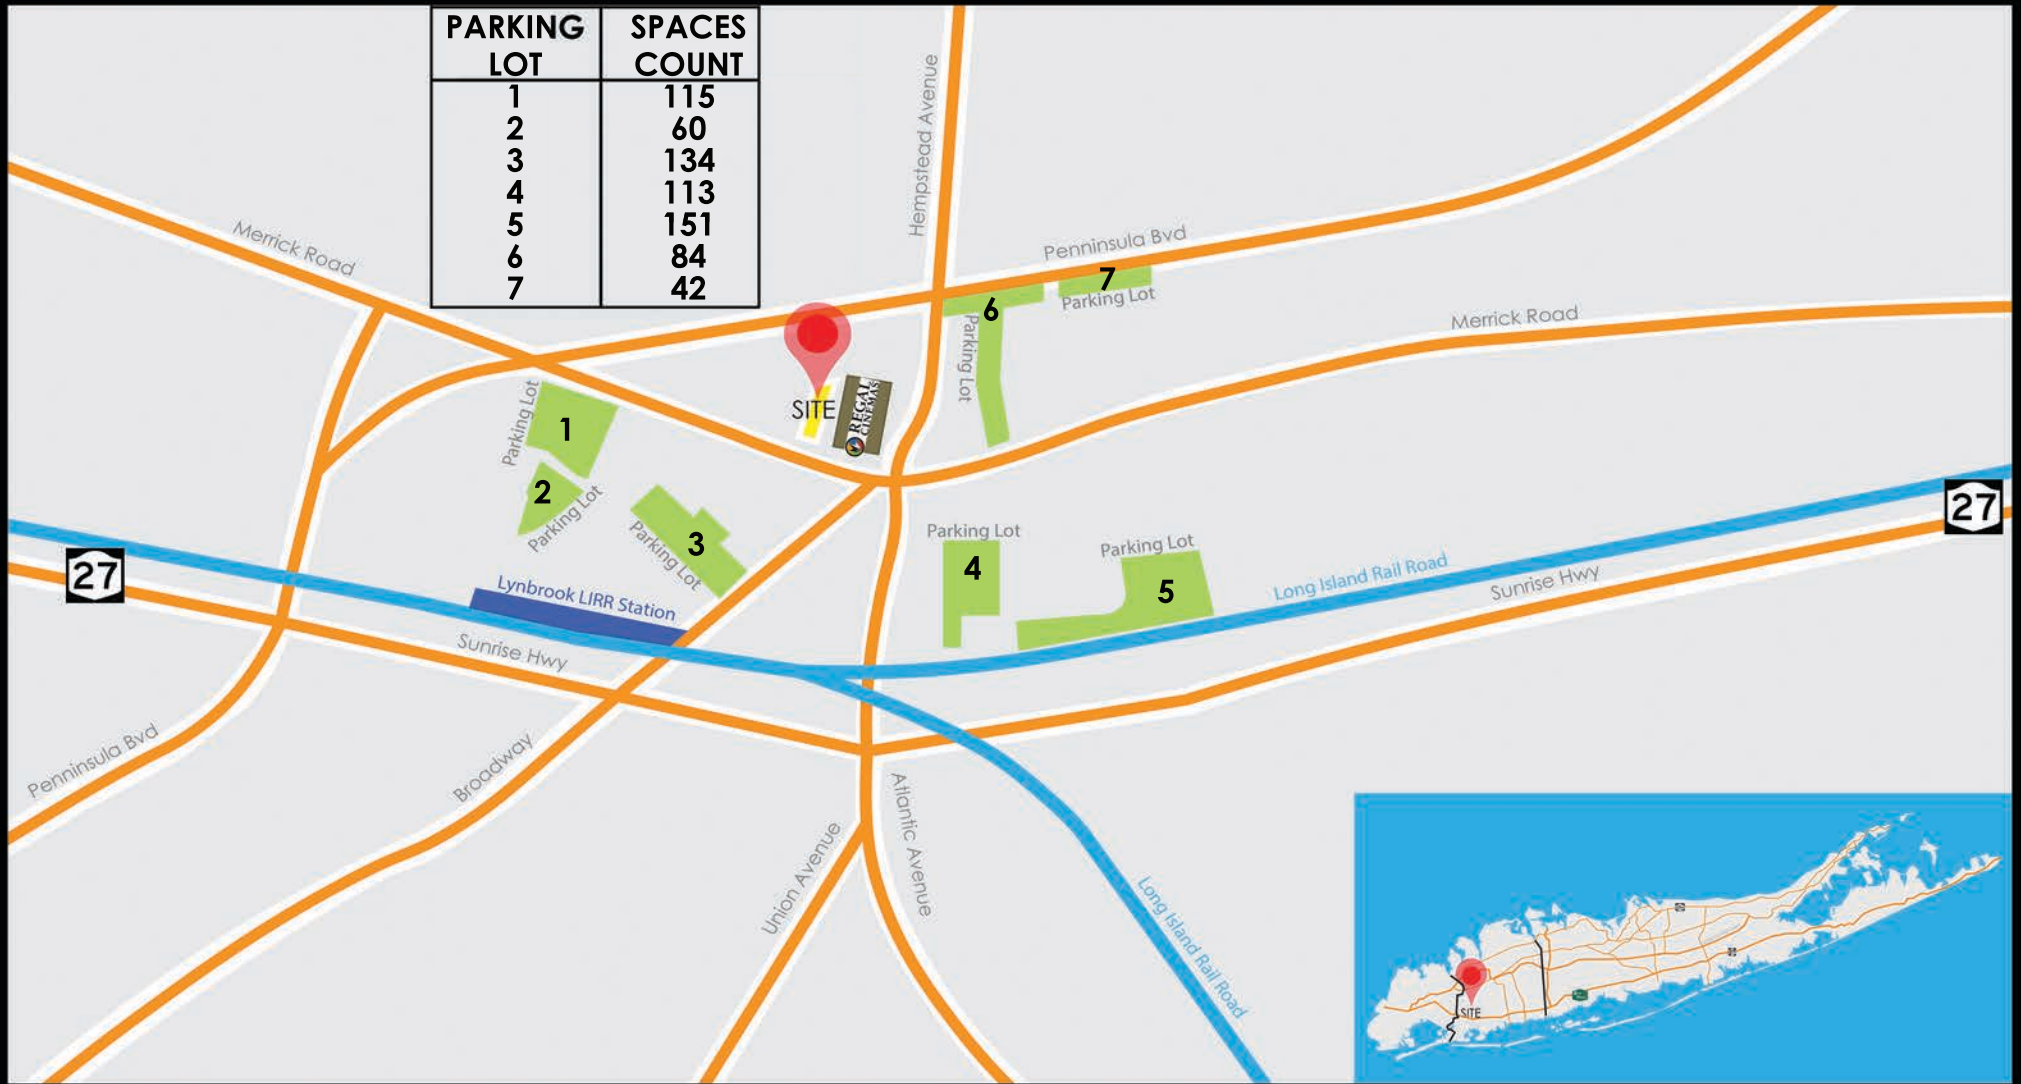 PARKING LOT SPACES COUNT
1 115
2 60
3 134
4 113
5 151
6 84
7 42
Hempstead Avenue
Merrick Road
Penninsula Bvd
7
Parking Lot
6
Parking Lot
Merrick Road
SITE
REGAL CINEMAS
Parking Lot
1
2
Parking Lot
3
Parking Lot
Parking Lot
4
Parking Lot
5
27
27
Lynbrook LIRR Station
Long Island Rail Road
Sunrise Hwy
Sunrise Hwy
Penninsula Bvd
Broadway
Atlantic Avenue
Union Avenue
Long Island Rail Road
SITE